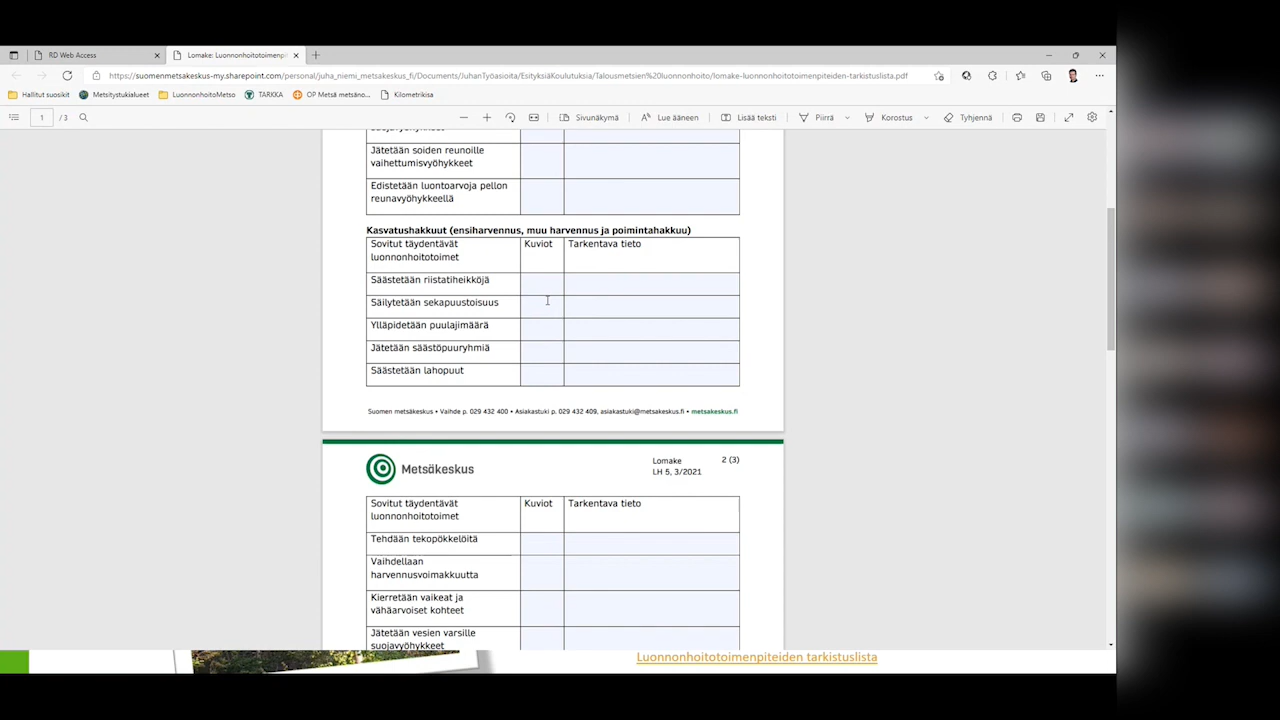 RD Web Access
Lomake: Luonnonhoitotoimenpi
https://suomenmetsakeskus-my.sharepoint.com/personal/juha_niemi_metsakeskus_fi/Documents/JuhanTyöasioita/EsityksiäKoulutuksia/Talousmetsien%20luonnonhoito/lomake-luonnonhoitotoimenpiteiden-tarkistuslista.pdf
Hallitut suosikit
Metsitystukialueet
LuonnonhoitoMetso
TARKKA
OP Metsä metsäno...
Kilometrikisa
1 / 3
Sivunäkymä
Lue ääneen
Lisää teksti
Piirrä
Korostus
Tyhjennä
Jätetään soiden reunoille
vaihettumisvyöhykkeet
Edistetään luontoarvoja pellon
reunavyöhykkeellä
Kasvatushakkuut (ensiharvennus, muu harvennus ja poimintahakkuu)
Sovitut täydentävät
luonnonhoitotoimet
Kuviot
Tarkentava tieto
Säästetään riistatiheikköjä
Säilytetään sekapuustoisuus
Ylläpidetään puulajimäärä
Jätetään säästöpuuryhmiä
Säästetään lahopuut
Suomen metsäkeskus • Vaihde p. 029 432 400 • Asiakastuki p. 029 432 409, asiakastuki@metsakeskus.fi • metsakeskus.fi
Metsäkeskus
Lomake
LH 5, 3/2021
2 (3)
Sovitut täydentävät
luonnonhoitotoimet
Kuviot
Tarkentava tieto
Tehdään tekopökkelöitä
Vaihdellaan
harvennusvoimakkuutta
Kierretään vaikeat ja
vähäarvoiset kohteet
Jätetään vesien varsille
suojavyöhykkeet
Luonnonhoitotoimenpiteiden tarkistuslista